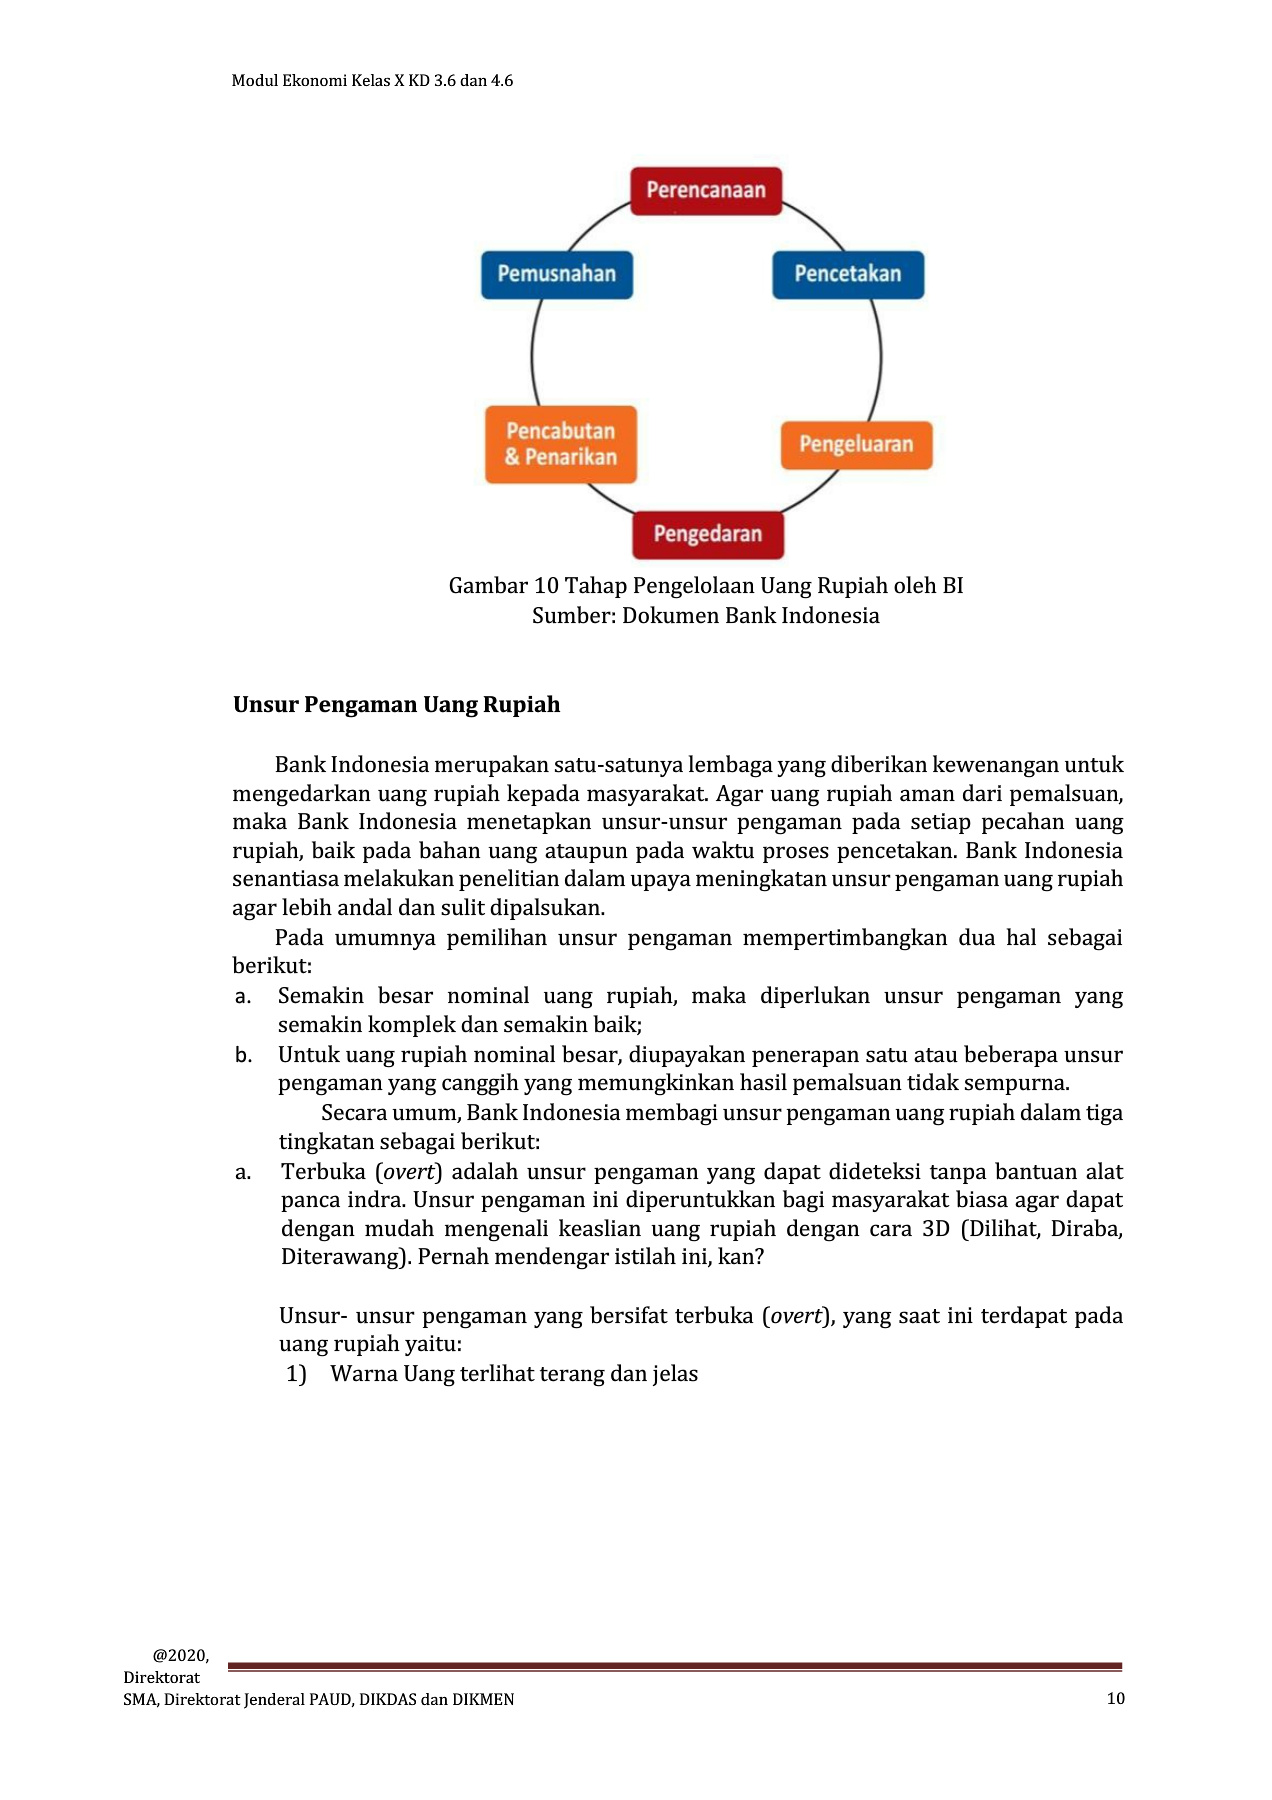 Modul Ekonomi Kelas X KD 3.6 dan 4.6
Perencanaan
Pemusnahan
Pencetakan
Pencabutan
& Penarikan
Pengeluaran
Pengedaran
Gambar 10 Tahap Pengelolaan Uang Rupiah oleh BI
Sumber: Dokumen Bank Indonesia
Unsur Pengaman Uang Rupiah
Bank Indonesia merupakan satu-satunya lembaga yang diberikan kewenangan untuk
mengedarkan uang rupiah kepada masyarakat. Agar uang rupiah aman dari pemalsuan,
maka Bank Indonesia menetapkan unsur-unsur pengaman pada setiap pecahan uang
rupiah, baik pada bahan uang ataupun pada waktu proses pencetakan. Bank Indonesia
senantiasa melakukan penelitian dalam upaya meningkatan unsur pengaman uang rupiah
agar lebih andal dan sulit dipalsukan.
Pada umumnya pemilihan unsur pengaman mempertimbangkan dua hal sebagai
berikut:
a. Semakin besar nominal uang rupiah, maka diperlukan unsur pengaman yang
semakin komplek dan semakin baik;
b. Untuk uang rupiah nominal besar, diupayakan penerapan satu atau beberapa unsur
pengaman yang canggih yang memungkinkan hasil pemalsuan tidak sempurna.
Secara umum, Bank Indonesia membagi unsur pengaman uang rupiah dalam tiga
tingkatan sebagai berikut:
a. Terbuka (overt) adalah unsur pengaman yang dapat dideteksi tanpa bantuan alat
panca indra. Unsur pengaman ini diperuntukkan bagi masyarakat biasa agar dapat
dengan mudah mengenali keaslian uang rupiah dengan cara 3D (Dilihat, Diraba,
Diterawang). Pernah mendengar istilah ini, kan?
Unsur- unsur pengaman yang bersifat terbuka (overt), yang saat ini terdapat pada
uang rupiah yaitu:
1) Warna Uang terlihat terang dan jelas
@2020,
Direktorat
SMA, Direktorat Jenderal PAUD, DIKDAS dan DIKMEN
10